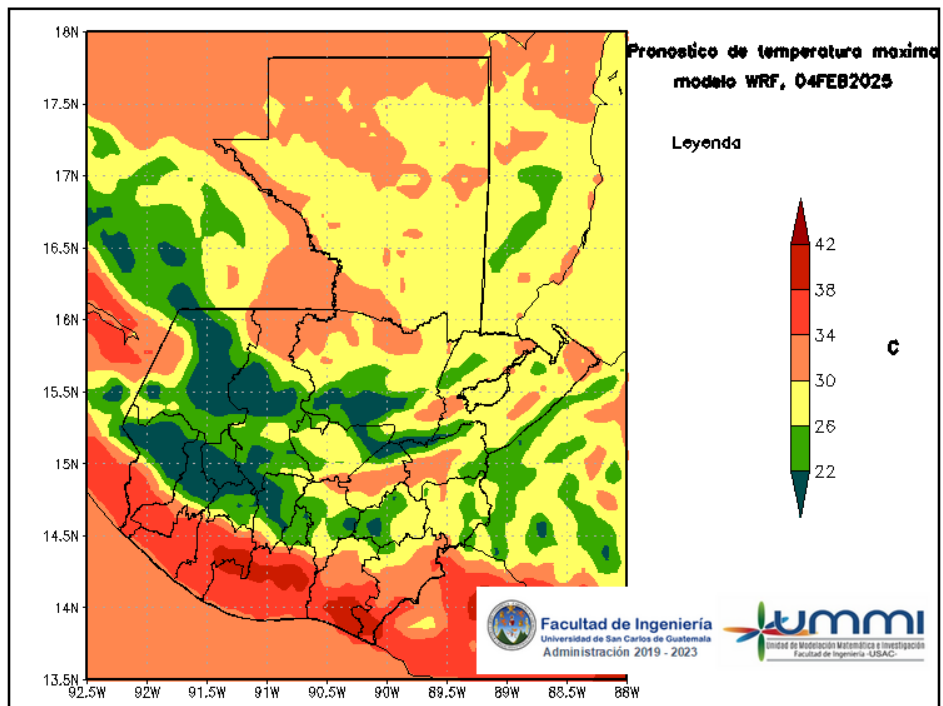 Pronostico de temperatura maxima
modelo WRF, 04FEB2025
Leyenda
18N
17.5N
17N
16.5N
16N
15.5N
15N
14.5N
14N
13.5N
92.5W 92W 91.5W 91W 90.5W 90W 89.5W 89W 88.5W 88W
42
38
34
30
26
22
C
Facultad de Ingeniería
Universidad de San Carlos de Guatemala
Administración 2019 - 2023
UMMI
Unidad de Modelación Matemática e Investigación
Facultad de Ingeniería -USAC-